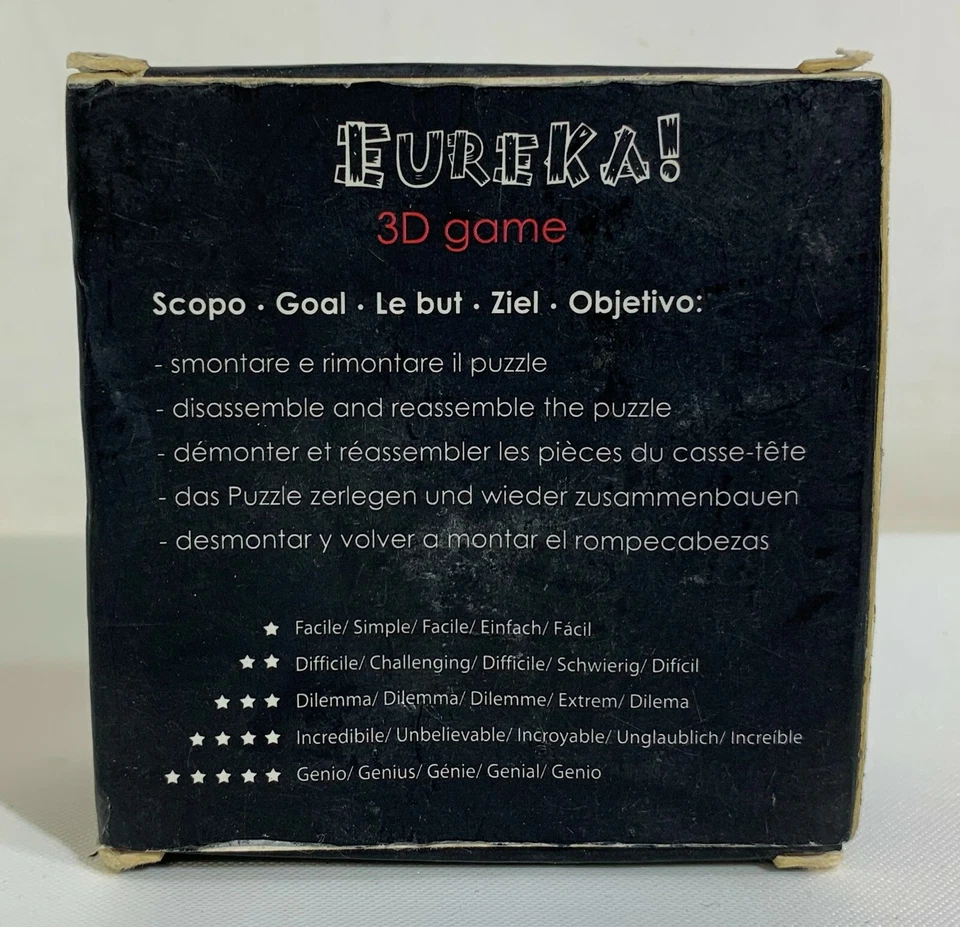 EUREKA!
3D game
Scopo · Goal · Le but · Ziel · Objetivo:
- smontare e rimontare il puzzle
- disassemble and reassemble the puzzle
- démonter et réassembler les pièces du casse-tête
- das Puzzle zerlegen und wieder zusammenbauen
- desmontar y volver a montar el rompecabezas
★ Facile/ Simple/ Facile/ Einfach/ Fácil
★ ★ Difficile/ Challenging/ Difficile/ Schwierig/ Difícil
★ ★ ★ Dilemma/ Dilemma/ Dilemme/ Extrem/ Dilema
★ ★ ★ ★ Incredibile/ Unbelievable/ Incroyable/ Unglaublich/ Increíble
★ ★ ★ ★ ★ Genio/ Genius/ Génie/ Genial/ Genio